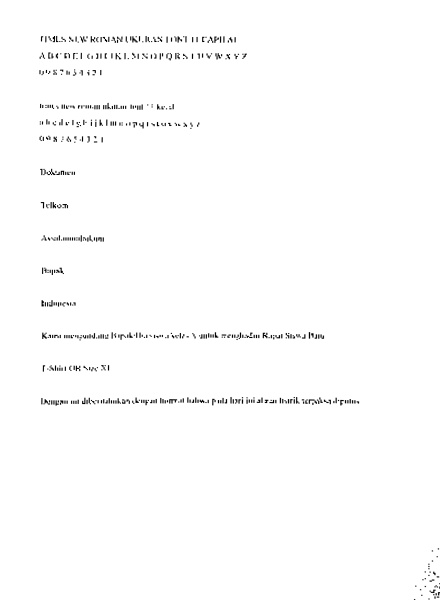 TIMES NEW ROMAN UKURAN FONT 11 CAPITAL
A B C D E F G H I J K L M N O P Q R S T U V W X Y Z
0 9 8 7 6 5 4 3 2 1
times new roman ukuran font 11 kecil
a b c d e f g h i j k l m n o p q r s t u v w x y z
0 9 8 7 6 5 4 3 2 1
Dokumen
Telkom
Assalamualaikum
Bapak
Indonesia
Kami mengundang Bapak/Ibu siswa kelas X untuk menghadiri Rapat Siswa Baru
T-Shirt OB Size XL
Dengan ini diberitahukan dengan hormat bahwa pada hari ini aliran listrik terpaksa diputus